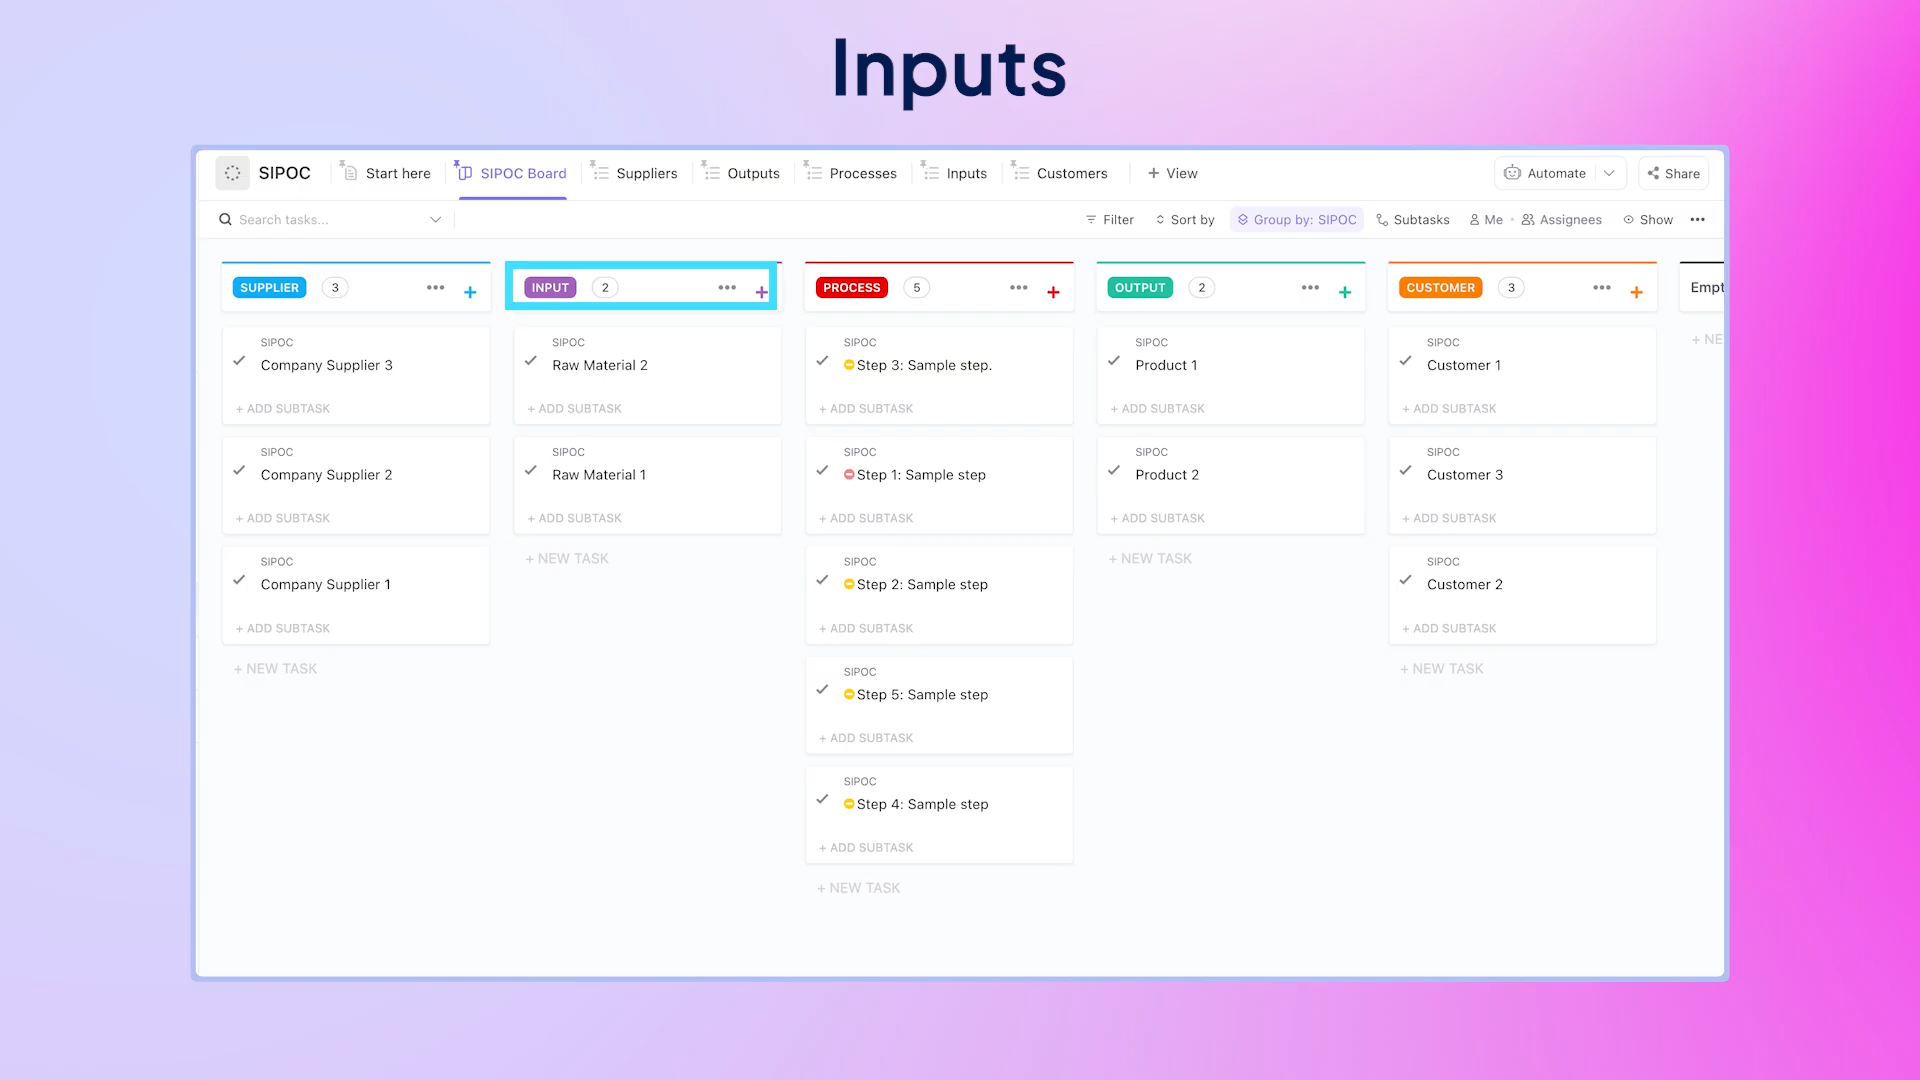 Inputs
SIPOC Start here SIPOC Board Suppliers Outputs Processes Inputs Customers + View Automate Share
Search tasks... Filter Sort by Group by: SIPOC Subtasks Me Assignees Show
SUPPLIER 3
SIPOC
Company Supplier 3
+ ADD SUBTASK
SIPOC
Company Supplier 2
+ ADD SUBTASK
SIPOC
Company Supplier 1
+ ADD SUBTASK
+ NEW TASK
INPUT 2
SIPOC
Raw Material 2
+ ADD SUBTASK
SIPOC
Raw Material 1
+ ADD SUBTASK
+ NEW TASK
PROCESS 5
SIPOC
Step 3: Sample step.
+ ADD SUBTASK
SIPOC
Step 1: Sample step
+ ADD SUBTASK
SIPOC
Step 2: Sample step
+ ADD SUBTASK
SIPOC
Step 5: Sample step
+ ADD SUBTASK
SIPOC
Step 4: Sample step
+ ADD SUBTASK
+ NEW TASK
OUTPUT 2
SIPOC
Product 1
+ ADD SUBTASK
SIPOC
Product 2
+ ADD SUBTASK
+ NEW TASK
CUSTOMER 3
SIPOC
Customer 1
+ ADD SUBTASK
SIPOC
Customer 3
+ ADD SUBTASK
SIPOC
Customer 2
+ ADD SUBTASK
+ NEW TASK
Empt
+ NE